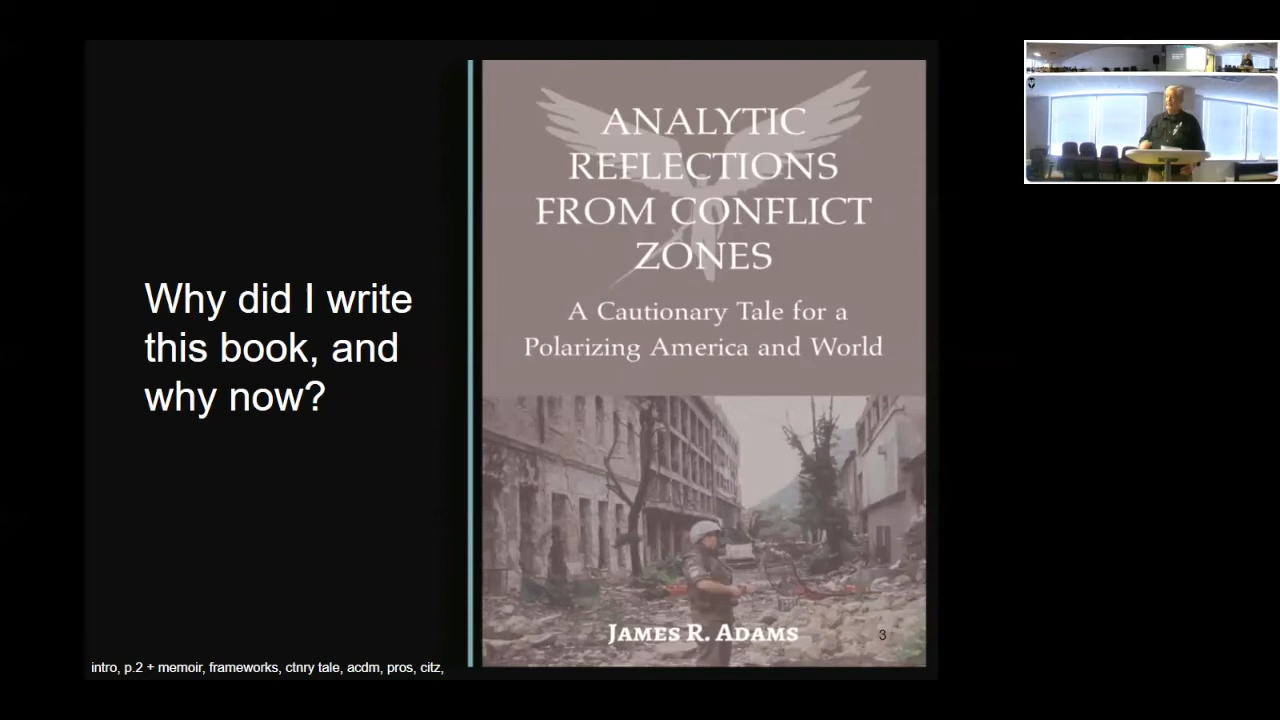 Why did I write
this book, and
why now?
ANALYTIC
REFLECTIONS
FROM CONFLICT
ZONES
A Cautionary Tale for a
Polarizing America and World
JAMES R. ADAMS
3
intro, p.2 + memoir, frameworks, ctnry tale, acdm, pros, citz,